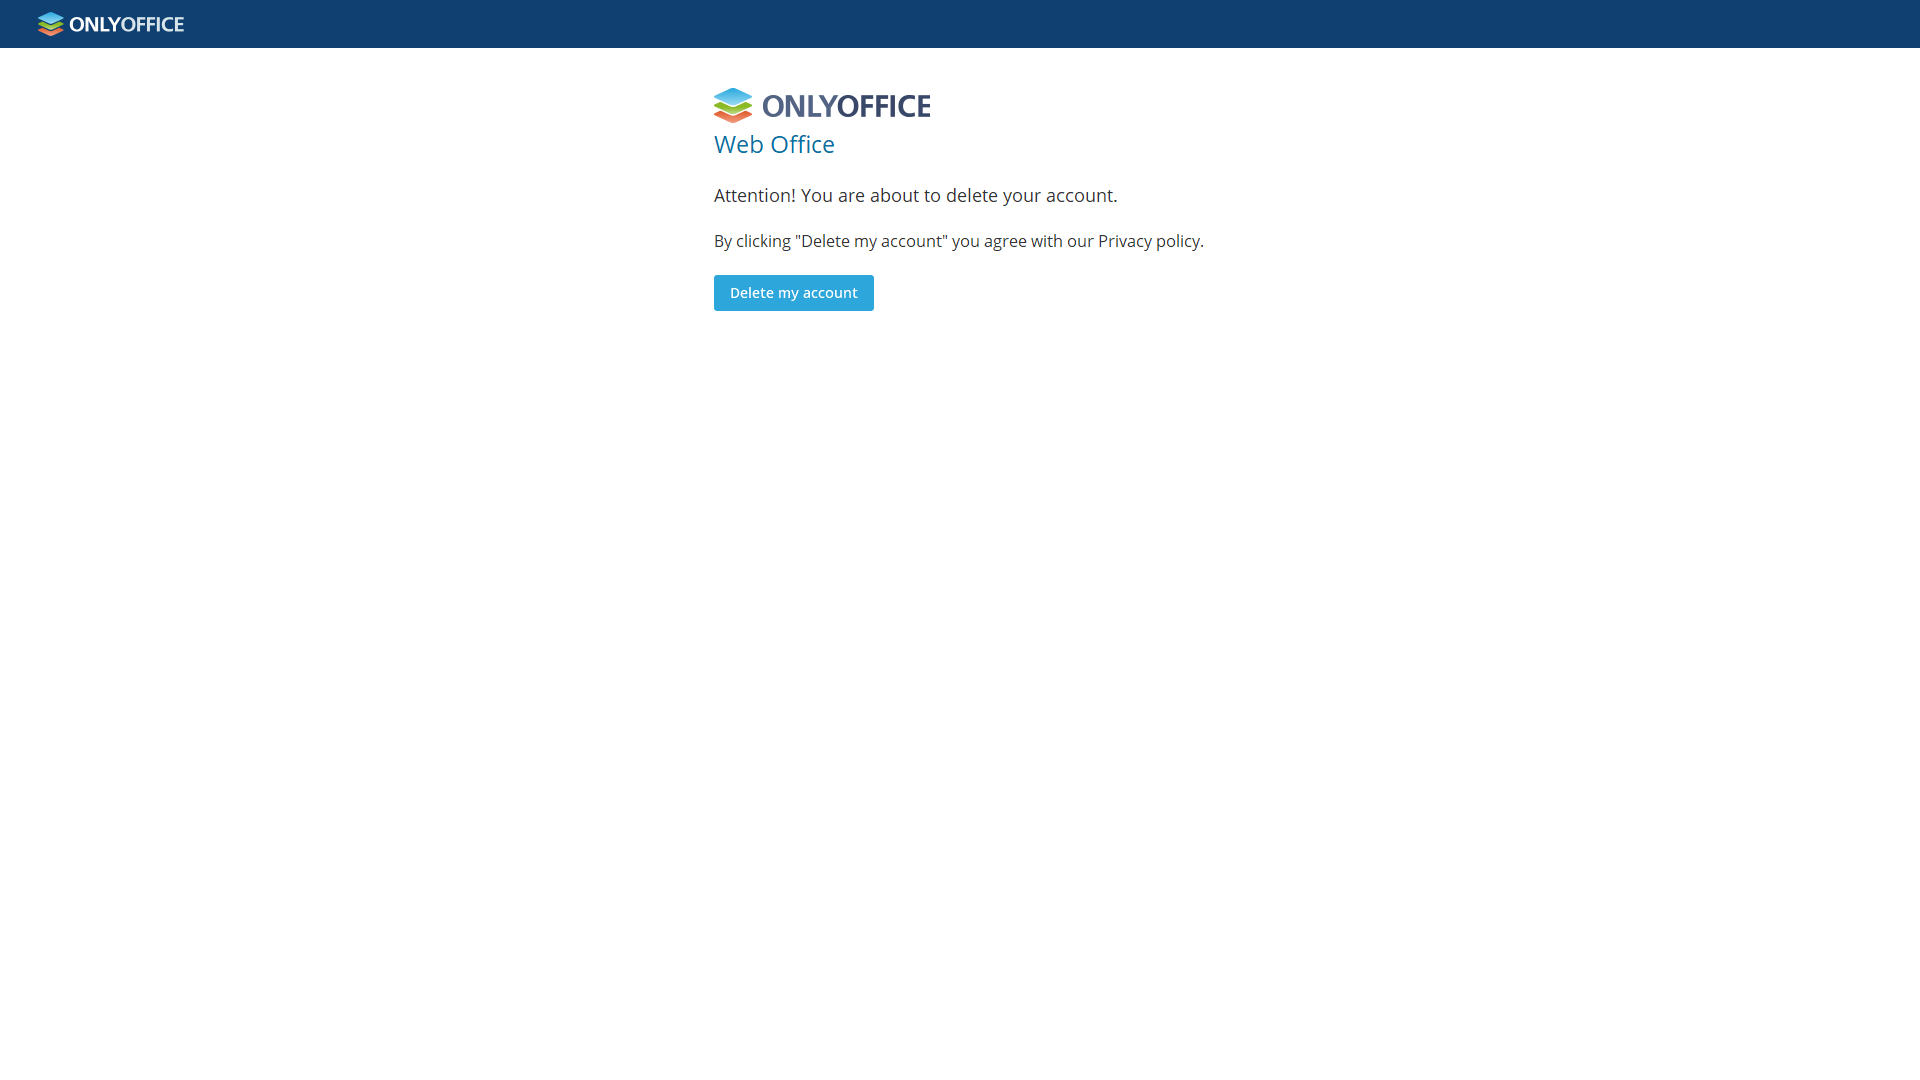 ONLYOFFICE
ONLYOFFICE
Web Office
Attention! You are about to delete your account.
By clicking "Delete my account" you agree with our Privacy policy.
Delete my account